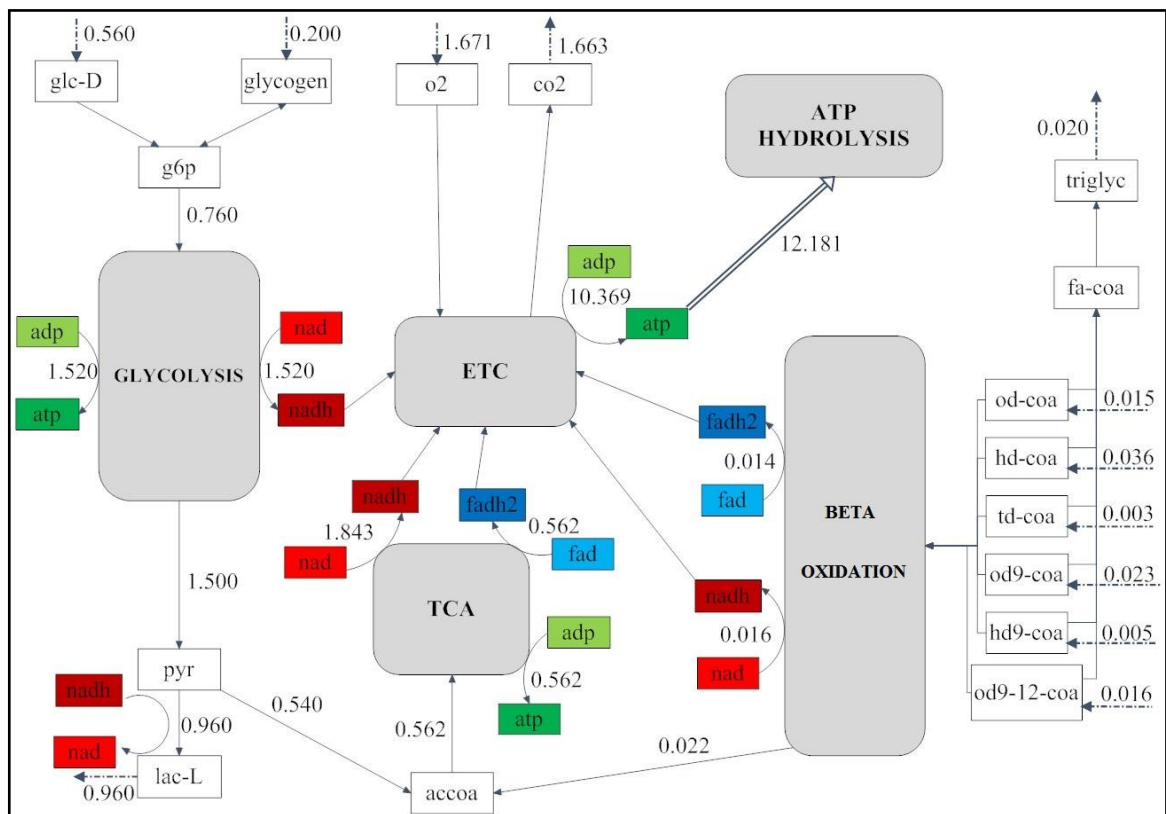 0.560
0.200
1.671
1.663
glc-D
glycogen
o2
co2
ATP
HYDROLYSIS
0.020
g6p
triglyc
0.760
12.181
adp
10.369
atp
fa-coa
adp
1.520
atp
GLYCOLYSIS
nad
1.520
nadh
ETC
fadh2
0.014
fad
od-coa
0.015
hd-coa
0.036
td-coa
0.003
od9-coa
0.023
hd9-coa
0.005
od9-12-coa
0.016
nadh
1.843
nad
fadh2
0.562
fad
BETA
OXIDATION
TCA
adp
0.562
atp
nadh
0.016
nad
1.500
pyr
nadh
0.960
nad
lac-L
0.960
0.540
0.562
0.022
accoa